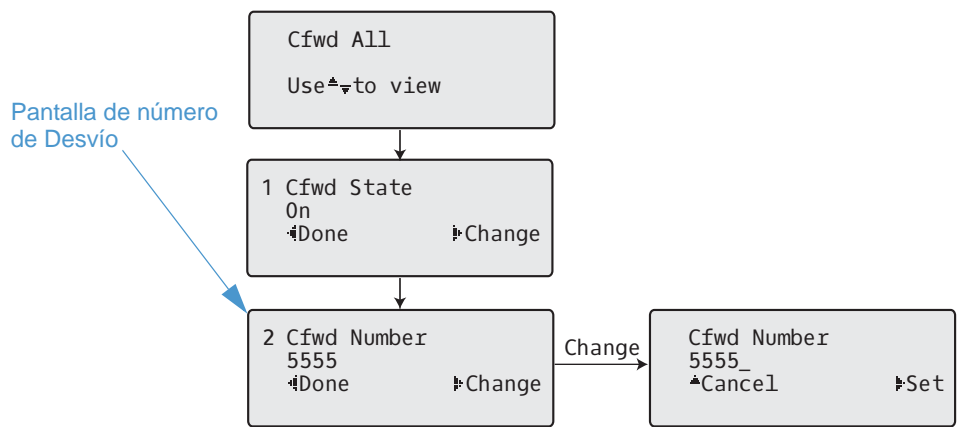 Cfwd All
Use to view
Pantalla de número
de Desvío
1 Cfwd State
On
Done Change
2 Cfwd Number
5555
Done Change
Change
Cfwd Number
5555_
Cancel Set